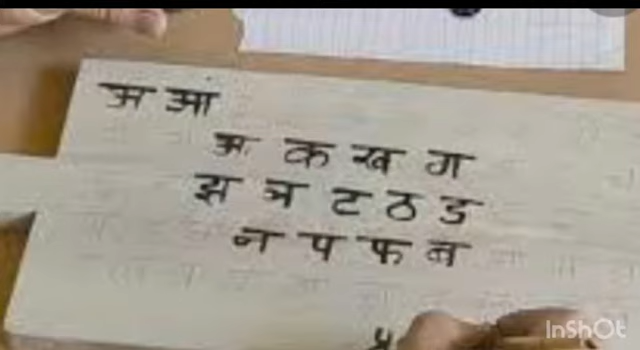 अ आ
अः क ख ग
झ ञ ट ठ ड
न प फ ब
InShOt